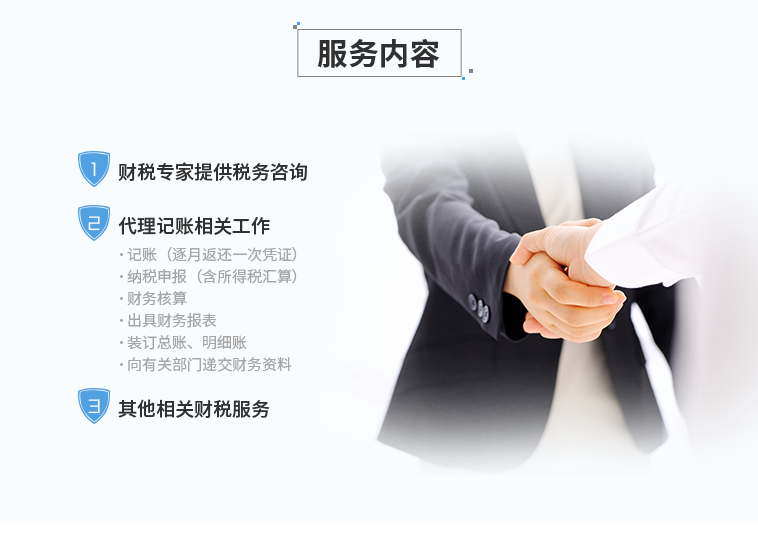 服务内容
1 财税专家提供税务咨询
2 代理记账相关工作
· 记账（逐月返还一次凭证）
· 纳税申报（含所得税汇算）
· 财务核算
· 出具财务报表
· 装订总账、明细账
· 向有关部门递交财务资料
3 其他相关财税服务